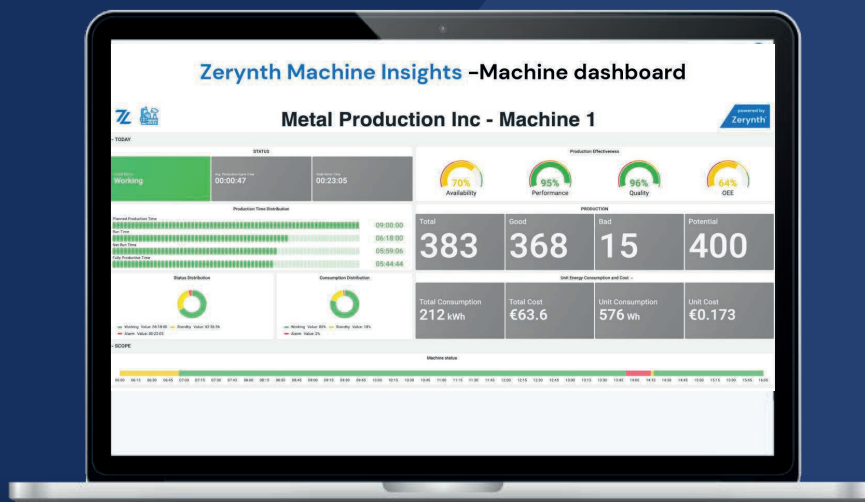 Zerynth Machine Insights -Machine dashboard
Metal Production Inc - Machine 1
powered by
Zerynth
- TODAY
STATUS
Working
00:00:47
00:23:05
Production Effectiveness
70%
Availability
95%
Performance
96%
Quality
64%
OEE
Production Time Distribution
Planned Production Time
09:00:00
Run Time
06:18:00
Net Run Time
05:59:06
Fully Productive Time
05:44:44
PRODUCTION
Total
383
Good
368
Bad
15
Potential
400
Status Distribution
Consumption Distribution
Unit Energy Consumption and Cost
Total Consumption
212 kWh
Total Cost
€63.6
Unit Consumption
576 Wh
Unit Cost
€0.173
- SCOPE
Machine status